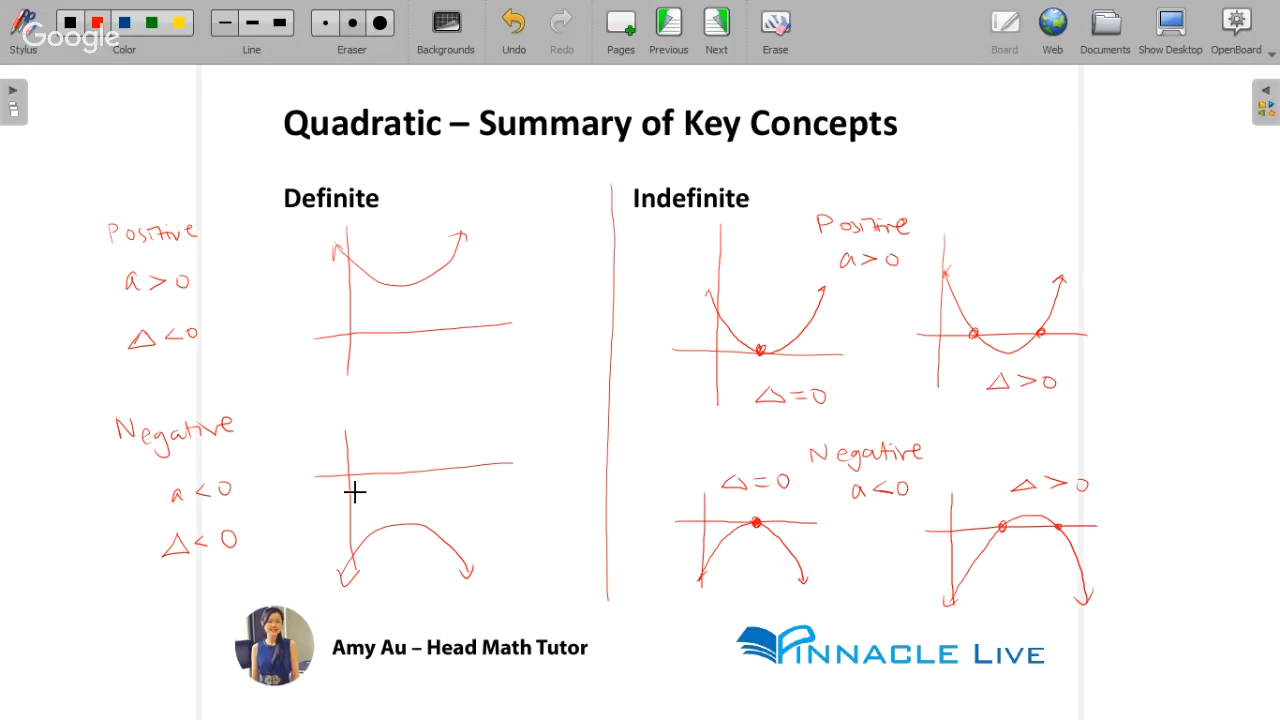 Stylus
Google
Color
Line
Eraser
Backgrounds
Undo
Redo
Pages
Previous
Next
Erase
Board
Web
Documents
Show Desktop
OpenBoard
Quadratic – Summary of Key Concepts
Definite
Positive
a > 0
Δ < 0
Negative
a < 0
Δ < 0
Indefinite
Positive
a > 0
Δ = 0
Δ > 0
Negative
a < 0
Δ = 0
Δ > 0
Amy Au – Head Math Tutor
PINNACLE LIVE